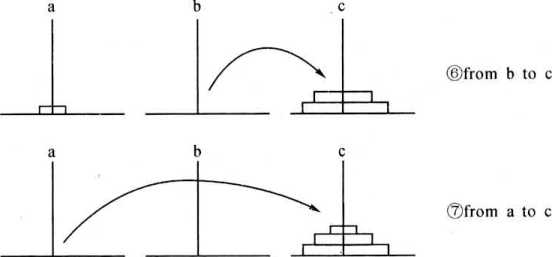 a b c
⑥from b to c
a b c
⑦from a to c